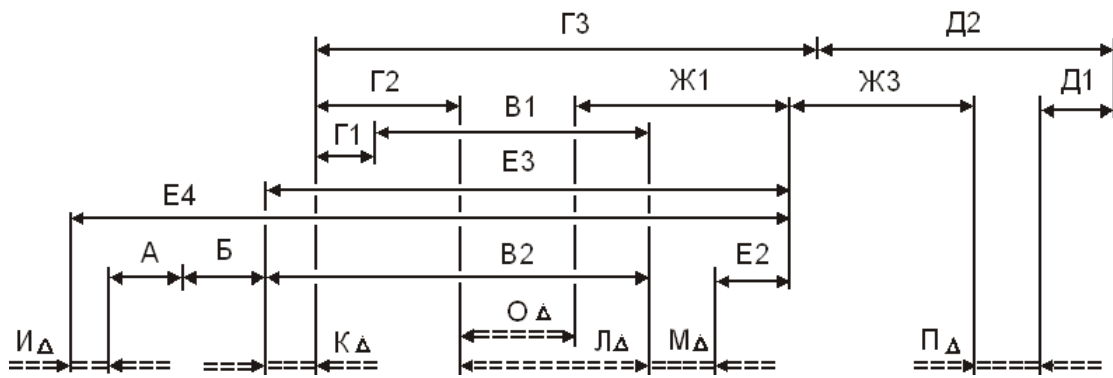 Г3 Д2
Г2 В1 Ж1 Ж3 Д1
Г1
Е3
Е4
А Б В2 Е2
О Δ
И Δ К Δ Л Δ М Δ П Δ